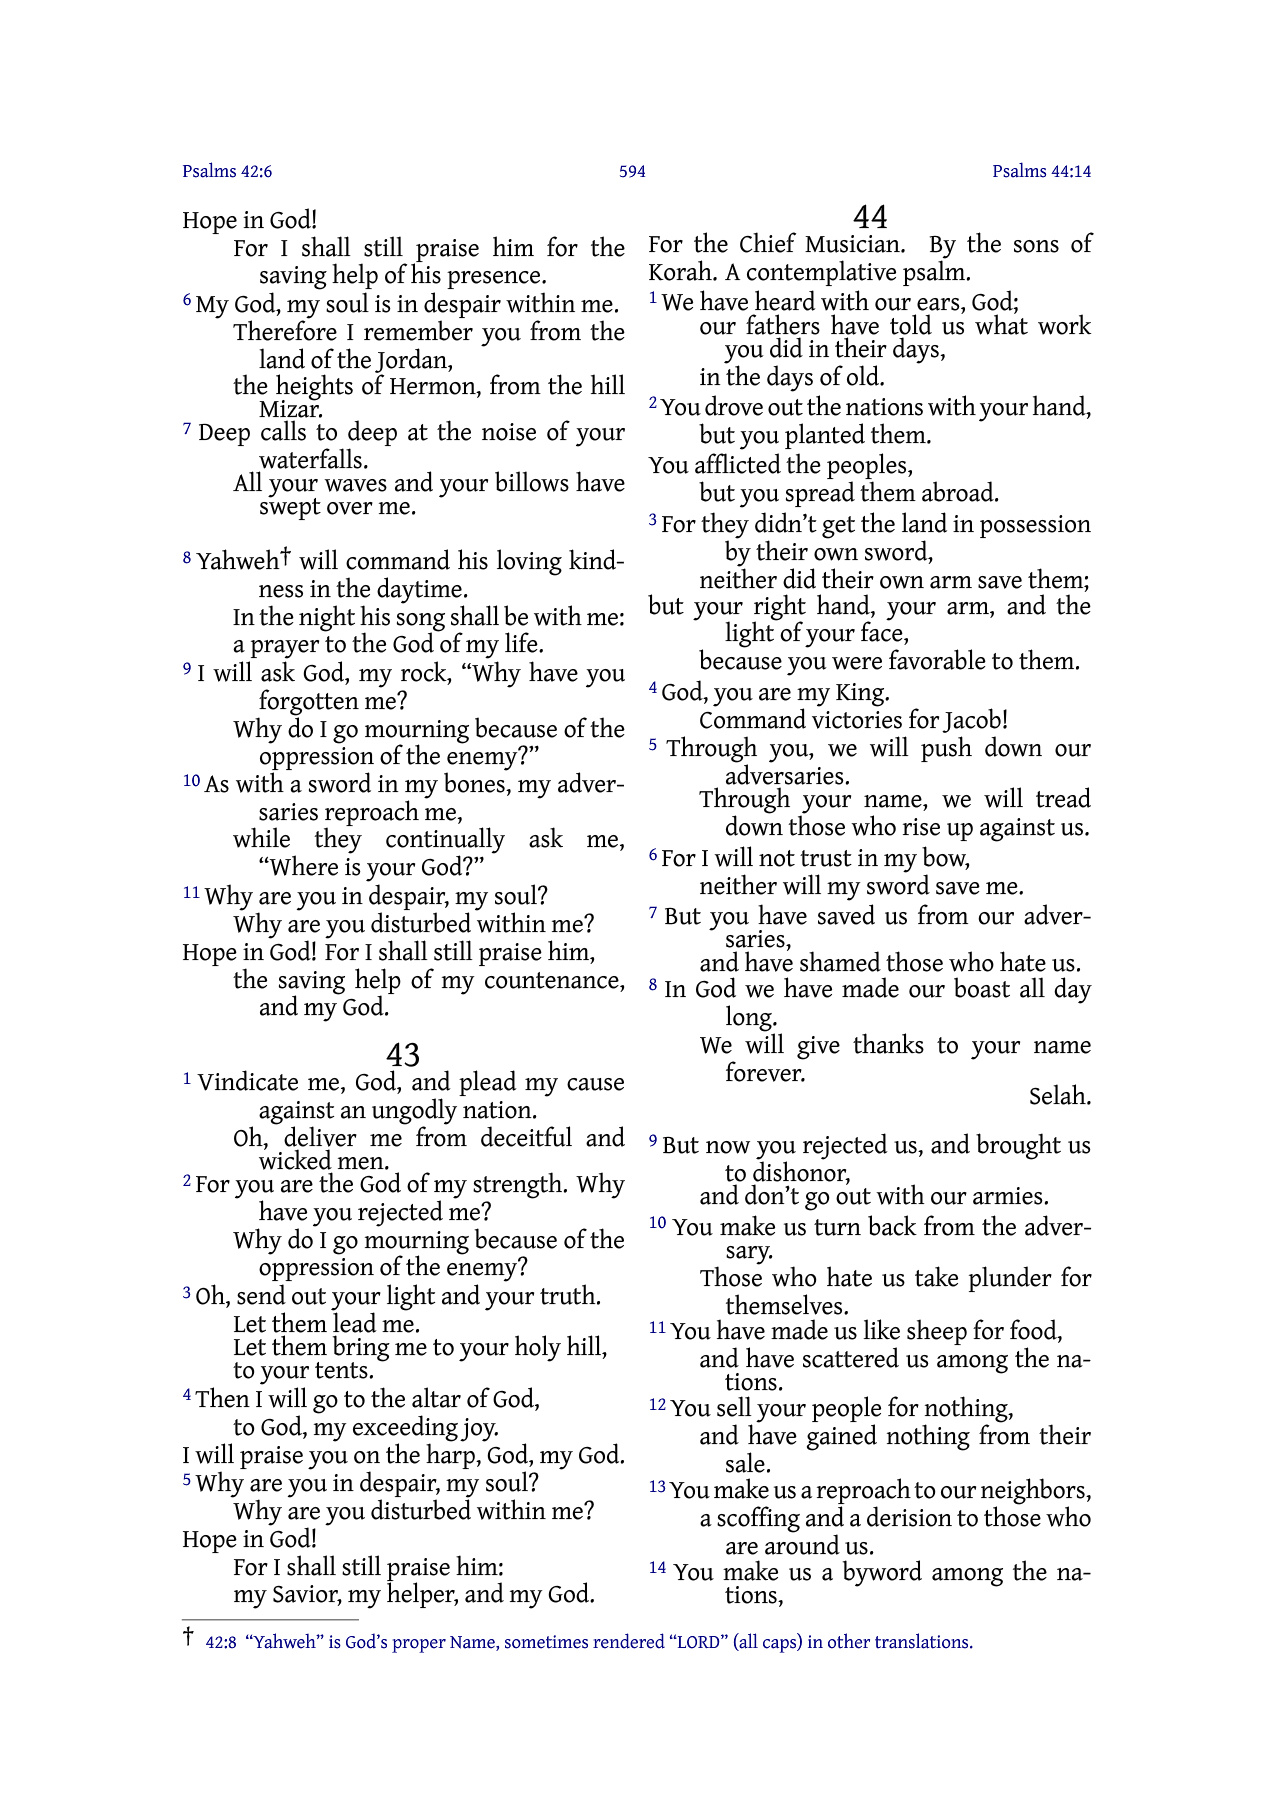 Psalms 42:6 594 Psalms 44:14
Hope in God!
For I shall still praise him for the
saving help of his presence.
6 My God, my soul is in despair within me.
Therefore I remember you from the
land of the Jordan,
the heights of Hermon, from the hill
Mizar.
7 Deep calls to deep at the noise of your
waterfalls.
All your waves and your billows have
swept over me.
8 Yahweh† will command his loving kind-
ness in the daytime.
In the night his song shall be with me:
a prayer to the God of my life.
9 I will ask God, my rock, “Why have you
forgotten me?
Why do I go mourning because of the
oppression of the enemy?”
10 As with a sword in my bones, my adver-
saries reproach me,
while they continually ask me,
“Where is your God?”
11 Why are you in despair, my soul?
Why are you disturbed within me?
Hope in God! For I shall still praise him,
the saving help of my countenance,
and my God.
43
1 Vindicate me, God, and plead my cause
against an ungodly nation.
Oh, deliver me from deceitful and
wicked men.
2 For you are the God of my strength. Why
have you rejected me?
Why do I go mourning because of the
oppression of the enemy?
3 Oh, send out your light and your truth.
Let them lead me.
Let them bring me to your holy hill,
to your tents.
4 Then I will go to the altar of God,
to God, my exceeding joy.
I will praise you on the harp, God, my God.
5 Why are you in despair, my soul?
Why are you disturbed within me?
Hope in God!
For I shall still praise him:
my Savior, my helper, and my God.
44
For the Chief Musician. By the sons of
Korah. A contemplative psalm.
1 We have heard with our ears, God;
our fathers have told us what work
you did in their days,
in the days of old.
2 You drove out the nations with your hand,
but you planted them.
You afflicted the peoples,
but you spread them abroad.
3 For they didn’t get the land in possession
by their own sword,
neither did their own arm save them;
but your right hand, your arm, and the
light of your face,
because you were favorable to them.
4 God, you are my King.
Command victories for Jacob!
5 Through you, we will push down our
adversaries.
Through your name, we will tread
down those who rise up against us.
6 For I will not trust in my bow,
neither will my sword save me.
7 But you have saved us from our adver-
saries,
and have shamed those who hate us.
8 In God we have made our boast all day
long.
We will give thanks to your name
forever.
Selah.
9 But now you rejected us, and brought us
to dishonor,
and don’t go out with our armies.
10 You make us turn back from the adver-
sary.
Those who hate us take plunder for
themselves.
11 You have made us like sheep for food,
and have scattered us among the na-
tions.
12 You sell your people for nothing,
and have gained nothing from their
sale.
13 You make us a reproach to our neighbors,
a scoffing and a derision to those who
are around us.
14 You make us a byword among the na-
tions,
† 42:8 “Yahweh” is God’s proper Name, sometimes rendered “LORD” (all caps) in other translations.